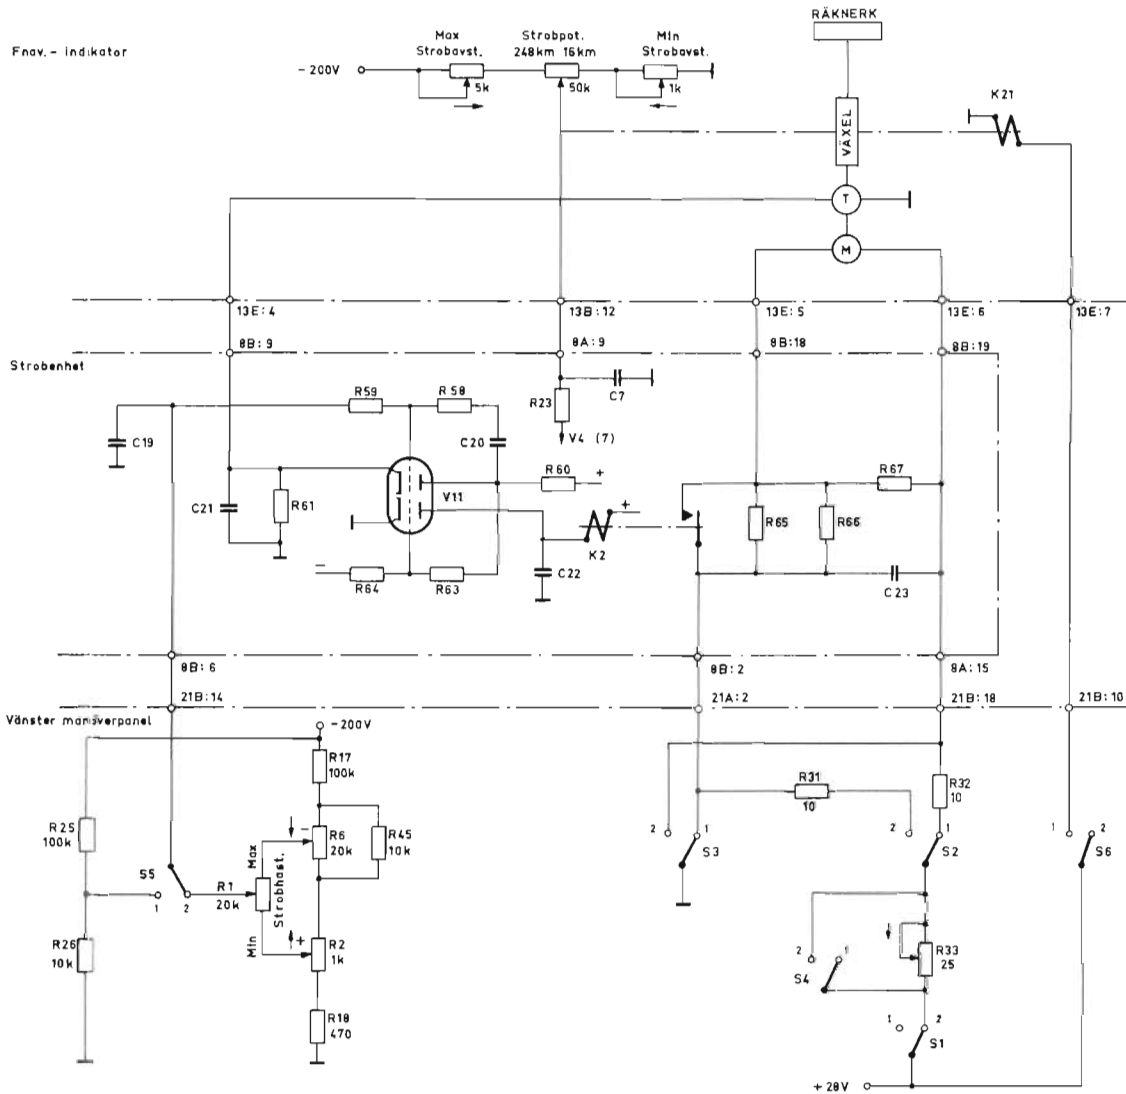 RÄKNERK
Fnav. - indikator
Max
Strobavst.
Strobpot.
248km 16km
Min
Strobavst.
- 200V
5k
50k
1k
K21
VÄXEL
T
M
13E:4
13B:12
13E:5
13E:6
13E:7
8B:9
8A:9
8B:18
8B:19
Strobenhet
R59
R58
R23
C7
V4 (7)
C19
C20
R60
+
R67
C21
R61
V11
+
R65
R66
K2
-
R64
R63
C22
C23
8B:6
8B:2
8A:15
21B:14
21A:2
21B:18
21B:10
Vänster manöverpanel
-200V
R17
100k
R31
10
R32
10
R25
100k
R6
20k
R45
10k
-
2
1
S3
2
1
S2
1
2
S6
S5
1
2
R1
20k
Max
Strobhast.
Min
R26
10k
+
R2
1k
2
1
S4
R33
25
R18
470
1
2
S1
+ 28V